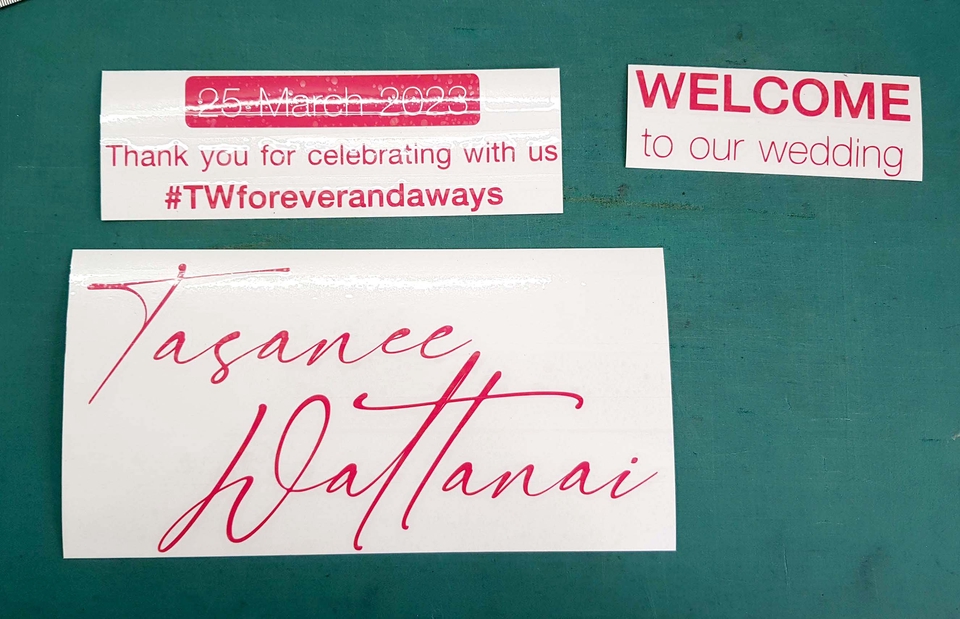 25 March 2023
Thank you for celebrating with us
#TWforeverandaways
WELCOME
to our wedding
Tasanee
Wattanai